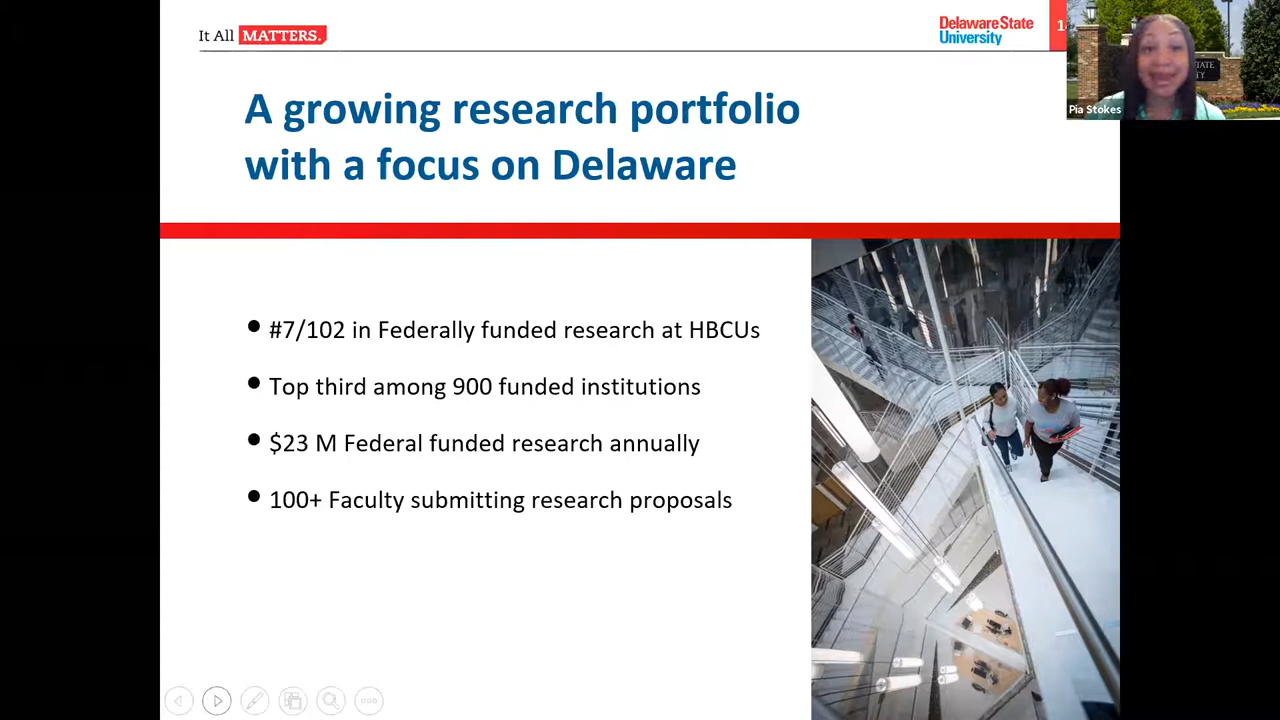 It All MATTERS.
Delaware State
University
1
STATE
Pia Stokes
A growing research portfolio
with a focus on Delaware
• #7/102 in Federally funded research at HBCUs
• Top third among 900 funded institutions
• $23 M Federal funded research annually
• 100+ Faculty submitting research proposals